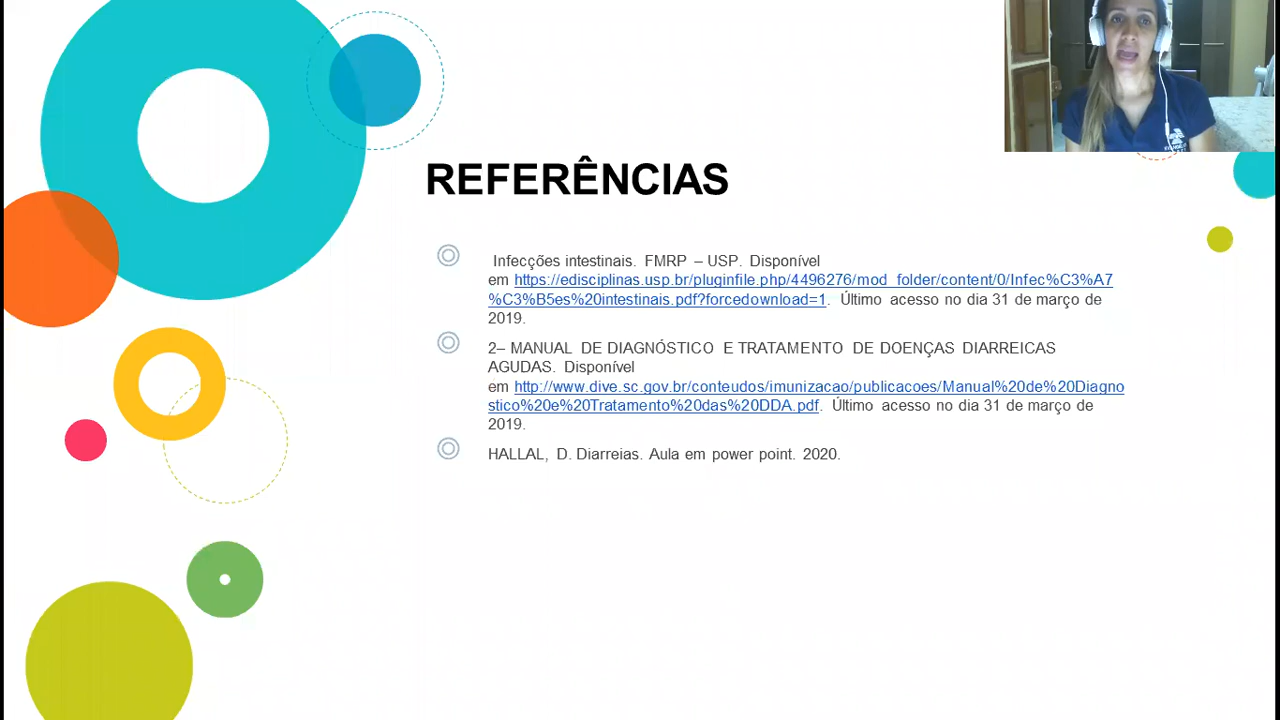 REFERÊNCIAS
Infecções intestinais. FMRP – USP. Disponível
em https://edisciplinas.usp.br/pluginfile.php/4496276/mod_folder/content/0/Infec%C3%A7
%C3%B5es%20intestinais.pdf?forcedownload=1. Último acesso no dia 31 de março de
2019.
2– MANUAL DE DIAGNÓSTICO E TRATAMENTO DE DOENÇAS DIARREICAS
AGUDAS. Disponível
em http://www.dive.sc.gov.br/conteudos/imunizacao/publicacoes/Manual%20de%20Diagno
stico%20e%20Tratamento%20das%20DDA.pdf. Último acesso no dia 31 de março de
2019.
HALLAL, D. Diarreias. Aula em power point. 2020.